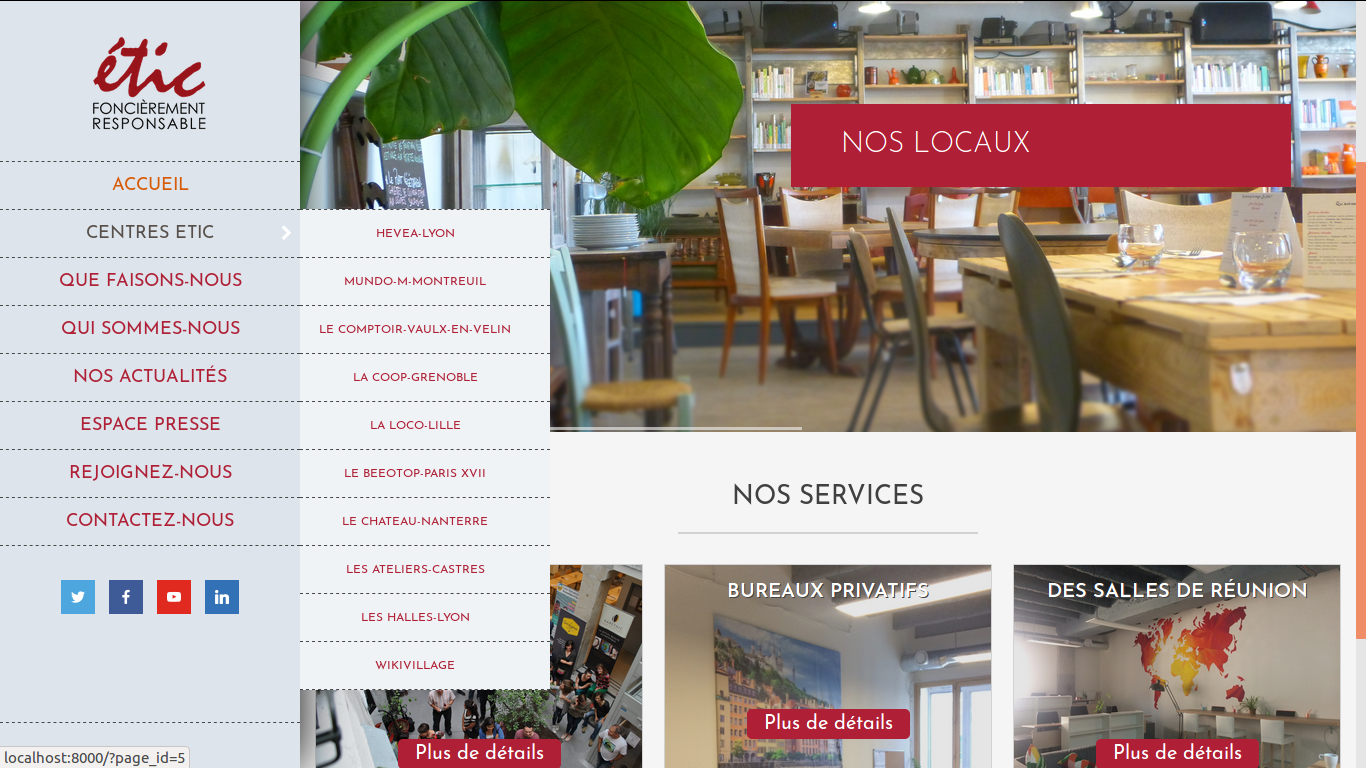 étic
FONCIÈREMENT
RESPONSABLE
ACCUEIL
CENTRES ETIC
QUE FAISONS-NOUS
QUI SOMMES-NOUS
NOS ACTUALITÉS
ESPACE PRESSE
REJOIGNEZ-NOUS
CONTACTEZ-NOUS
HEVEA-LYON
MUNDO-M-MONTREUIL
LE COMPTOIR-VAULX-EN-VELIN
LA COOP-GRENOBLE
LA LOCO-LILLE
LE BEEOTOP-PARIS XVII
LE CHATEAU-NANTERRE
LES ATELIERS-CASTRES
LES HALLES-LYON
WIKIVILLAGE
NOS LOCAUX
NOS SERVICES
BUREAUX PRIVATIFS
DES SALLES DE RÉUNION
Plus de détails
Plus de détails
Plus de détails
localhost:8000/?page_id=5